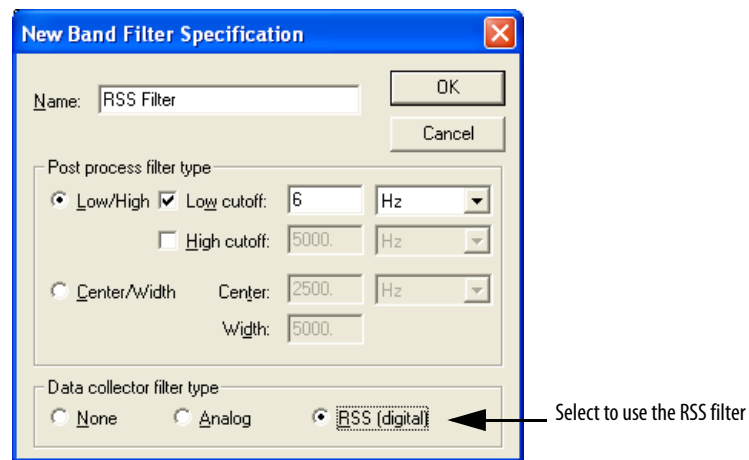 New Band Filter Specification
Name: RSS Filter
OK
Cancel
Post process filter type
Low/High Low cutoff: 6 Hz
High cutoff: 5000. Hz
Center/Width Center: 2500. Hz
Width: 5000.
Data collector filter type
None Analog RSS (digital) Select to use the RSS filter